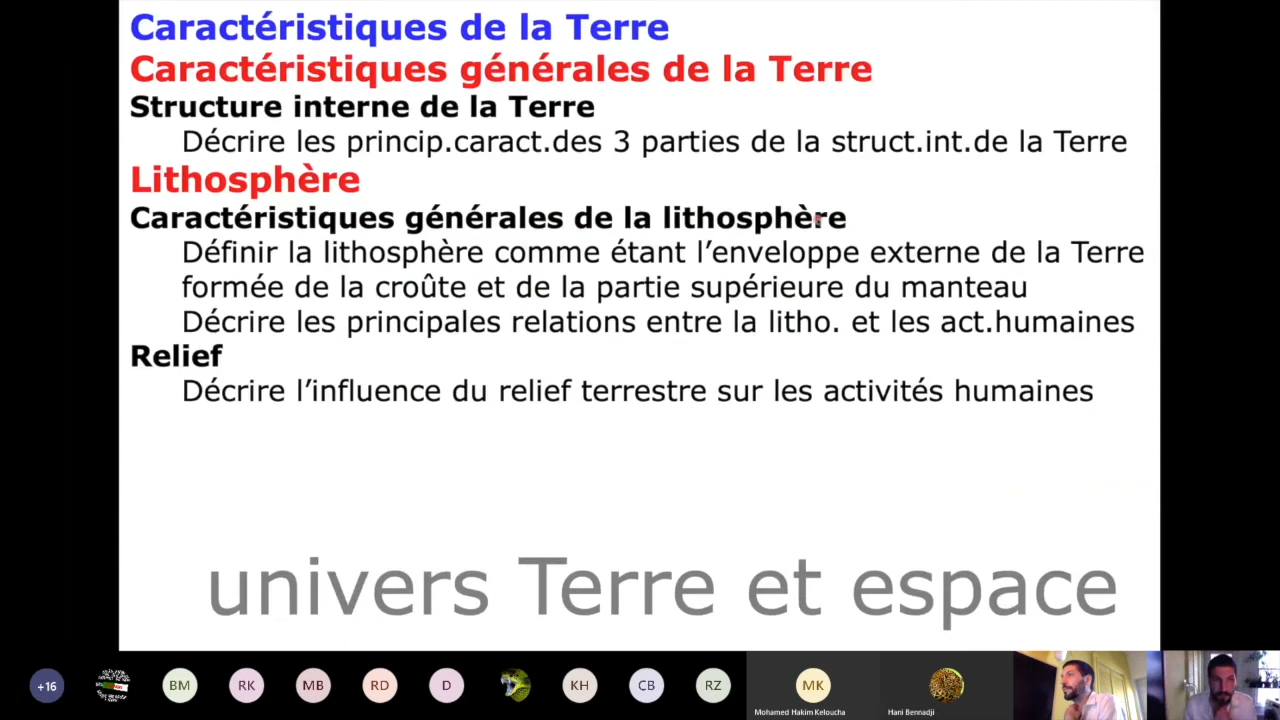 Caractéristiques de la Terre
Caractéristiques générales de la Terre
Structure interne de la Terre
Décrire les princip.caract.des 3 parties de la struct.int.de la Terre
Lithosphère
Caractéristiques générales de la lithosphère
Définir la lithosphère comme étant l’enveloppe externe de la Terre
formée de la croûte et de la partie supérieure du manteau
Décrire les principales relations entre la litho. et les act.humaines
Relief
Décrire l’influence du relief terrestre sur les activités humaines
univers Terre et espace
+16 BM RK MB RD D KH CB RZ MK
Mohamed Hakim Keloucha Hani Bennadji